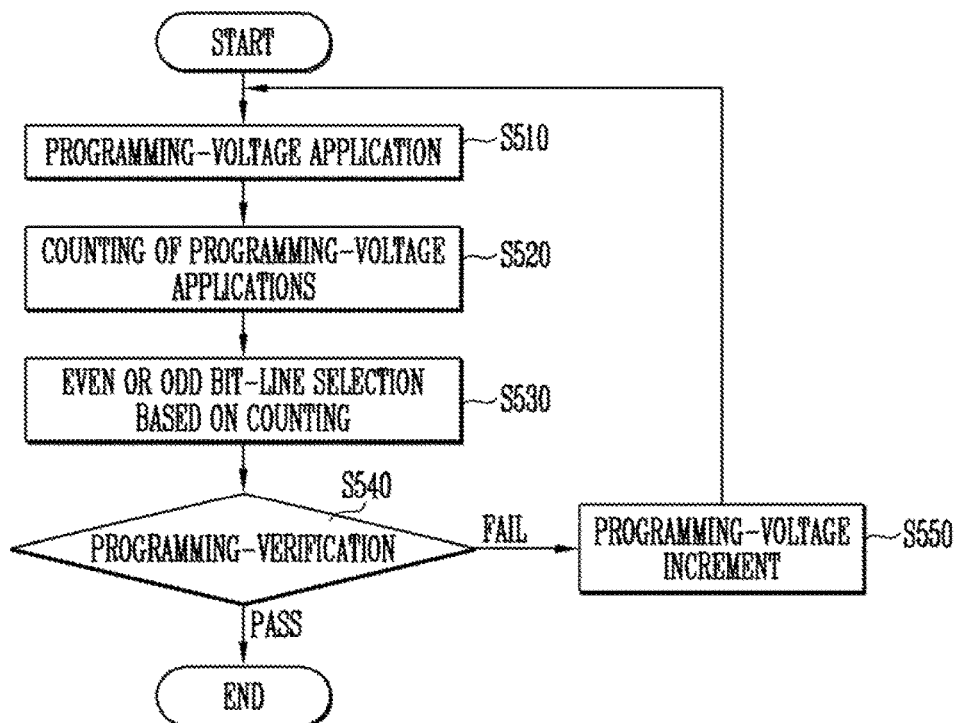 START
PROGRAMMING-VOLTAGE APPLICATION
S510
COUNTING OF PROGRAMMING-VOLTAGE
APPLICATIONS
S520
EVEN OR ODD BIT-LINE SELECTION
BASED ON COUNTING
S530
S540
PROGRAMMING-VERIFICATION
FAIL
PROGRAMMING-VOLTAGE
INCREMENT
S550
PASS
END